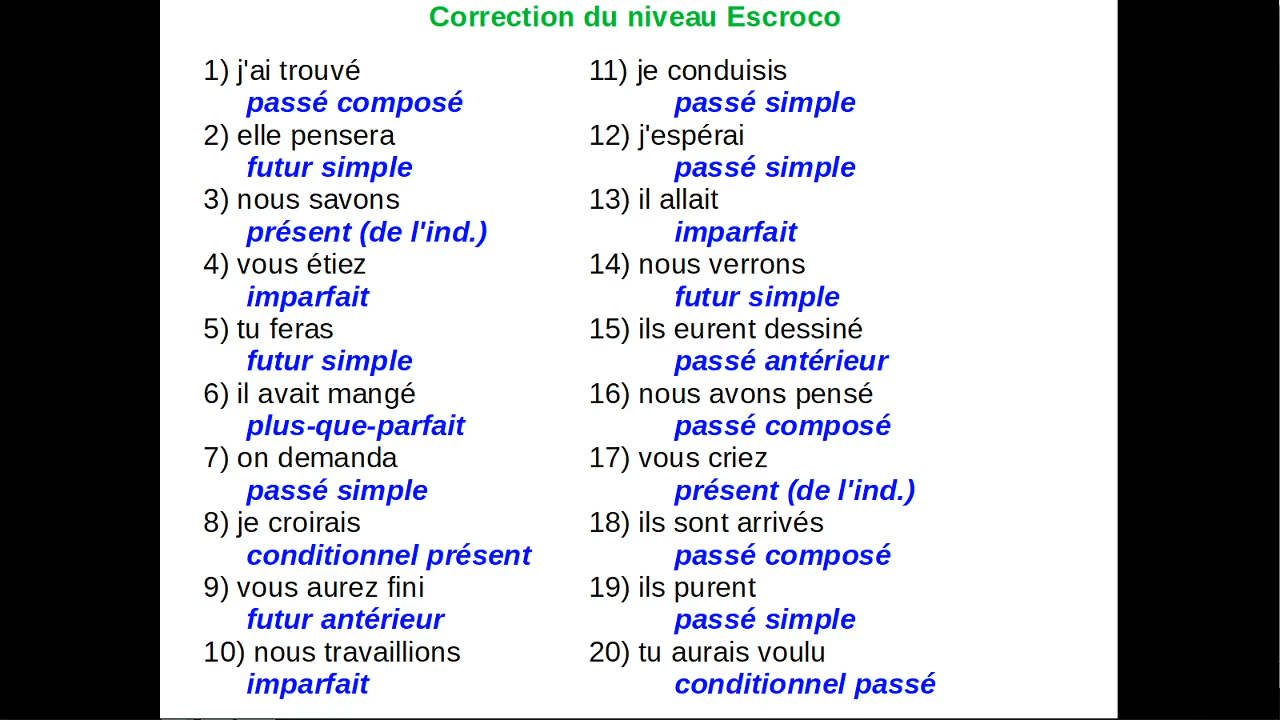 Correction du niveau Escroco
1) j'ai trouvé
passé composé
2) elle pensera
futur simple
3) nous savons
présent (de l'ind.)
4) vous étiez
imparfait
5) tu feras
futur simple
6) il avait mangé
plus-que-parfait
7) on demanda
passé simple
8) je croirais
conditionnel présent
9) vous aurez fini
futur antérieur
10) nous travaillions
imparfait
11) je conduisis
passé simple
12) j'espérai
passé simple
13) il allait
imparfait
14) nous verrons
futur simple
15) ils eurent dessiné
passé antérieur
16) nous avons pensé
passé composé
17) vous criez
présent (de l'ind.)
18) ils sont arrivés
passé composé
19) ils purent
passé simple
20) tu aurais voulu
conditionnel passé